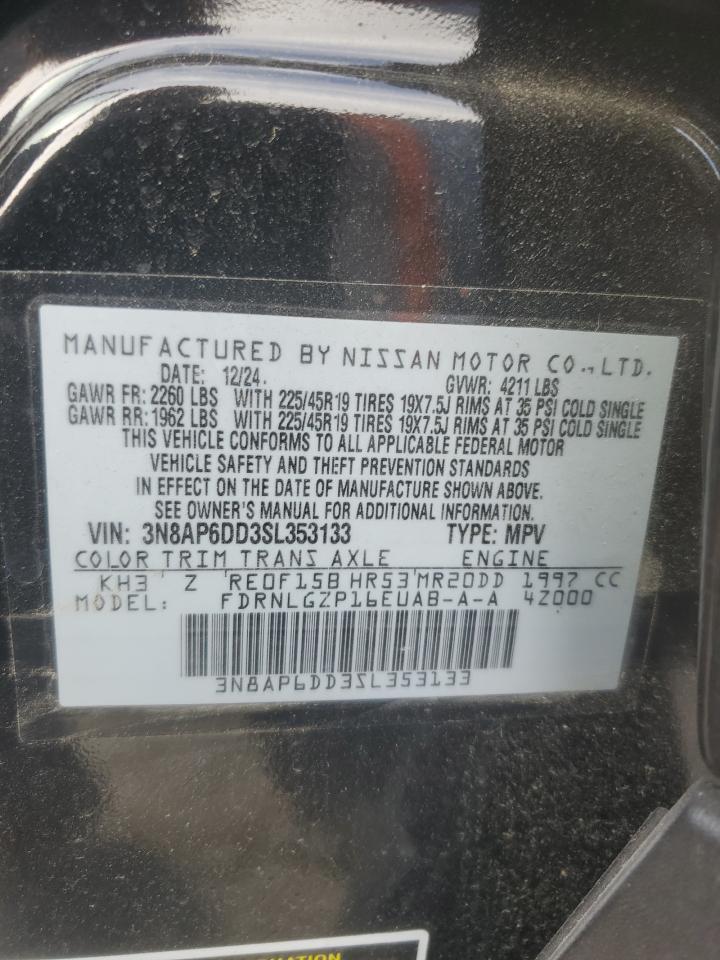 MANUFACTURED BY NISSAN MOTOR CO., LTD.
DATE: 12/24. GVWR: 4211 LBS
GAWR FR: 2260 LBS WITH 225/45R19 TIRES 19X7.5J RIMS AT 35 PSI COLD SINGLE
GAWR RR: 1962 LBS WITH 225/45R19 TIRES 19X7.5J RIMS AT 35 PSI COLD SINGLE
THIS VEHICLE CONFORMS TO ALL APPLICABLE FEDERAL MOTOR
VEHICLE SAFETY AND THEFT PREVENTION STANDARDS
IN EFFECT ON THE DATE OF MANUFACTURE SHOWN ABOVE.
SEE OWNER'S MANUAL FOR ADDITIONAL INFORMATION.
VIN: 3N8AP6DD3SL353133 TYPE: MPV
COLOR TRIM TRANS AXLE ENGINE
KH3 Z RE0F15B HR53 MR20DD 1997 CC
MODEL: FDRNLGZP16EUAB-A-A 4Z000
3N8AP6DD3SL353133